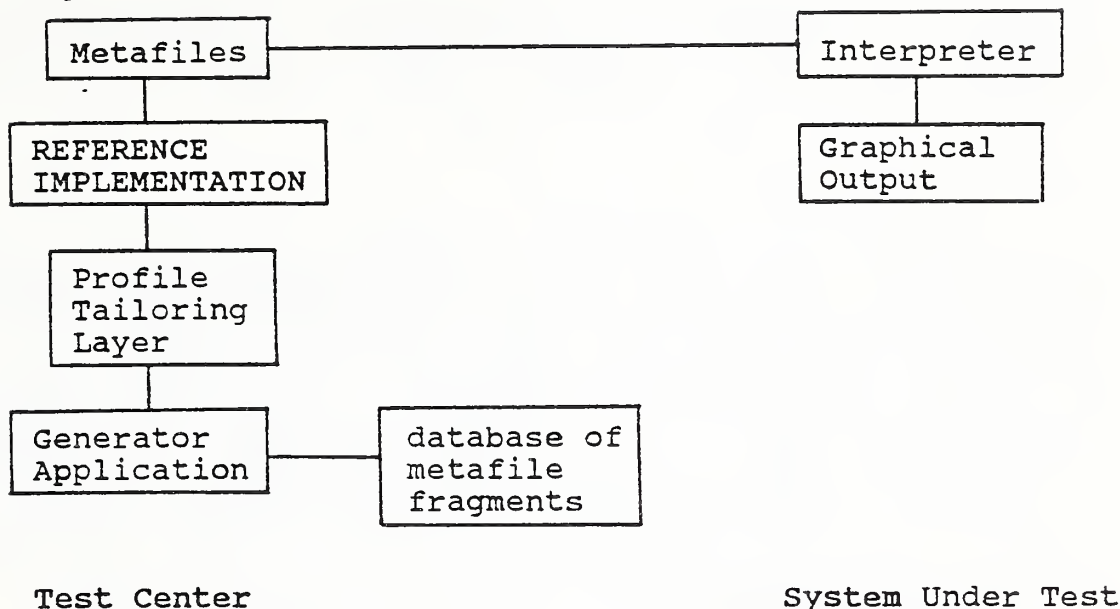 Metafiles
Interpreter
REFERENCE
IMPLEMENTATION
Graphical
Output
Profile
Tailoring
Layer
Generator
Application
database of
metafile
fragments
Test Center
System Under Test